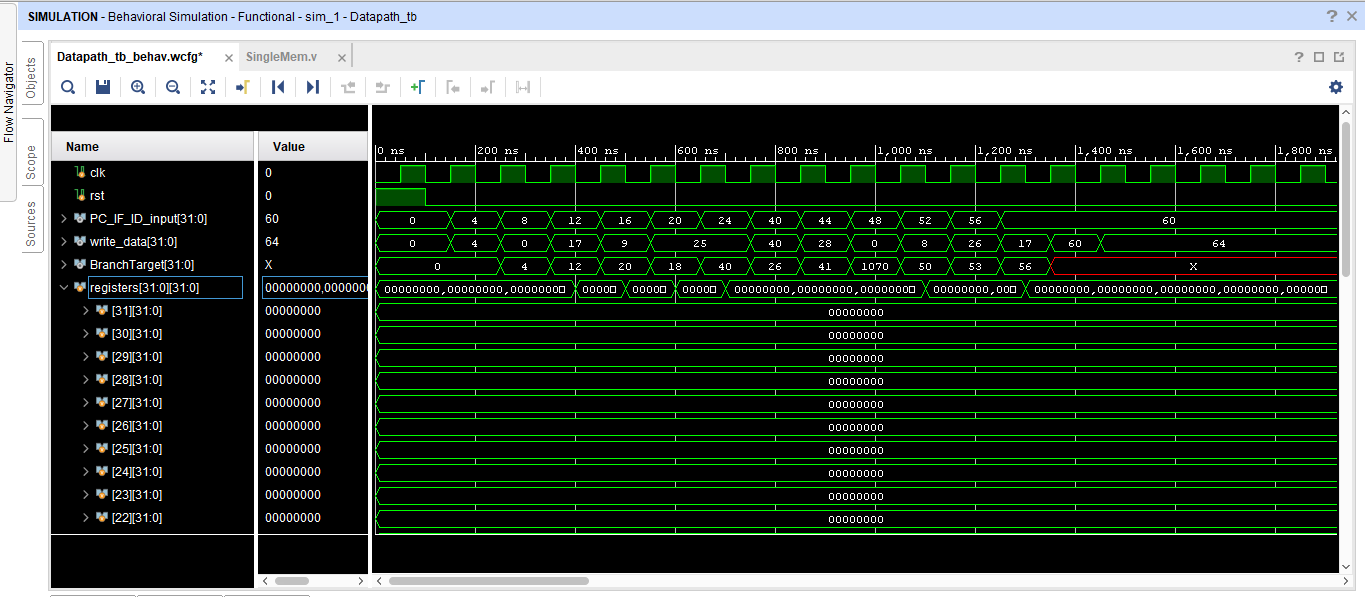 SIMULATION - Behavioral Simulation - Functional - sim_1 - Datapath_tb ? ×
Flow Navigator
Objects
Scope
Sources
Datapath_tb_behav.wcfg* × SingleMem.v × ?
Name Value
0 ns 200 ns 400 ns 600 ns 800 ns 1,000 ns 1,200 ns 1,400 ns 1,600 ns 1,800 ns
clk 0
rst 0
PC_IF_ID_input[31:0] 60 0 4 8 12 16 20 24 40 44 48 52 56 60
write_data[31:0] 64 0 4 0 17 9 25 40 28 0 8 26 17 60 64
BranchTarget[31:0] X 0 4 12 20 18 40 26 41 1070 50 53 56 X
registers[31:0][31:0] 00000000,0000000 00000000,00000000,0000000□ 0000□ 0000□ 0000□ 00000000,00000000,0000000□ 00000000,00□ 00000000,00000000,00000000,00000000,00000□
[31][31:0] 00000000 00000000
[30][31:0] 00000000 00000000
[29][31:0] 00000000 00000000
[28][31:0] 00000000 00000000
[27][31:0] 00000000 00000000
[26][31:0] 00000000 00000000
[25][31:0] 00000000 00000000
[24][31:0] 00000000 00000000
[23][31:0] 00000000 00000000
[22][31:0] 00000000 00000000